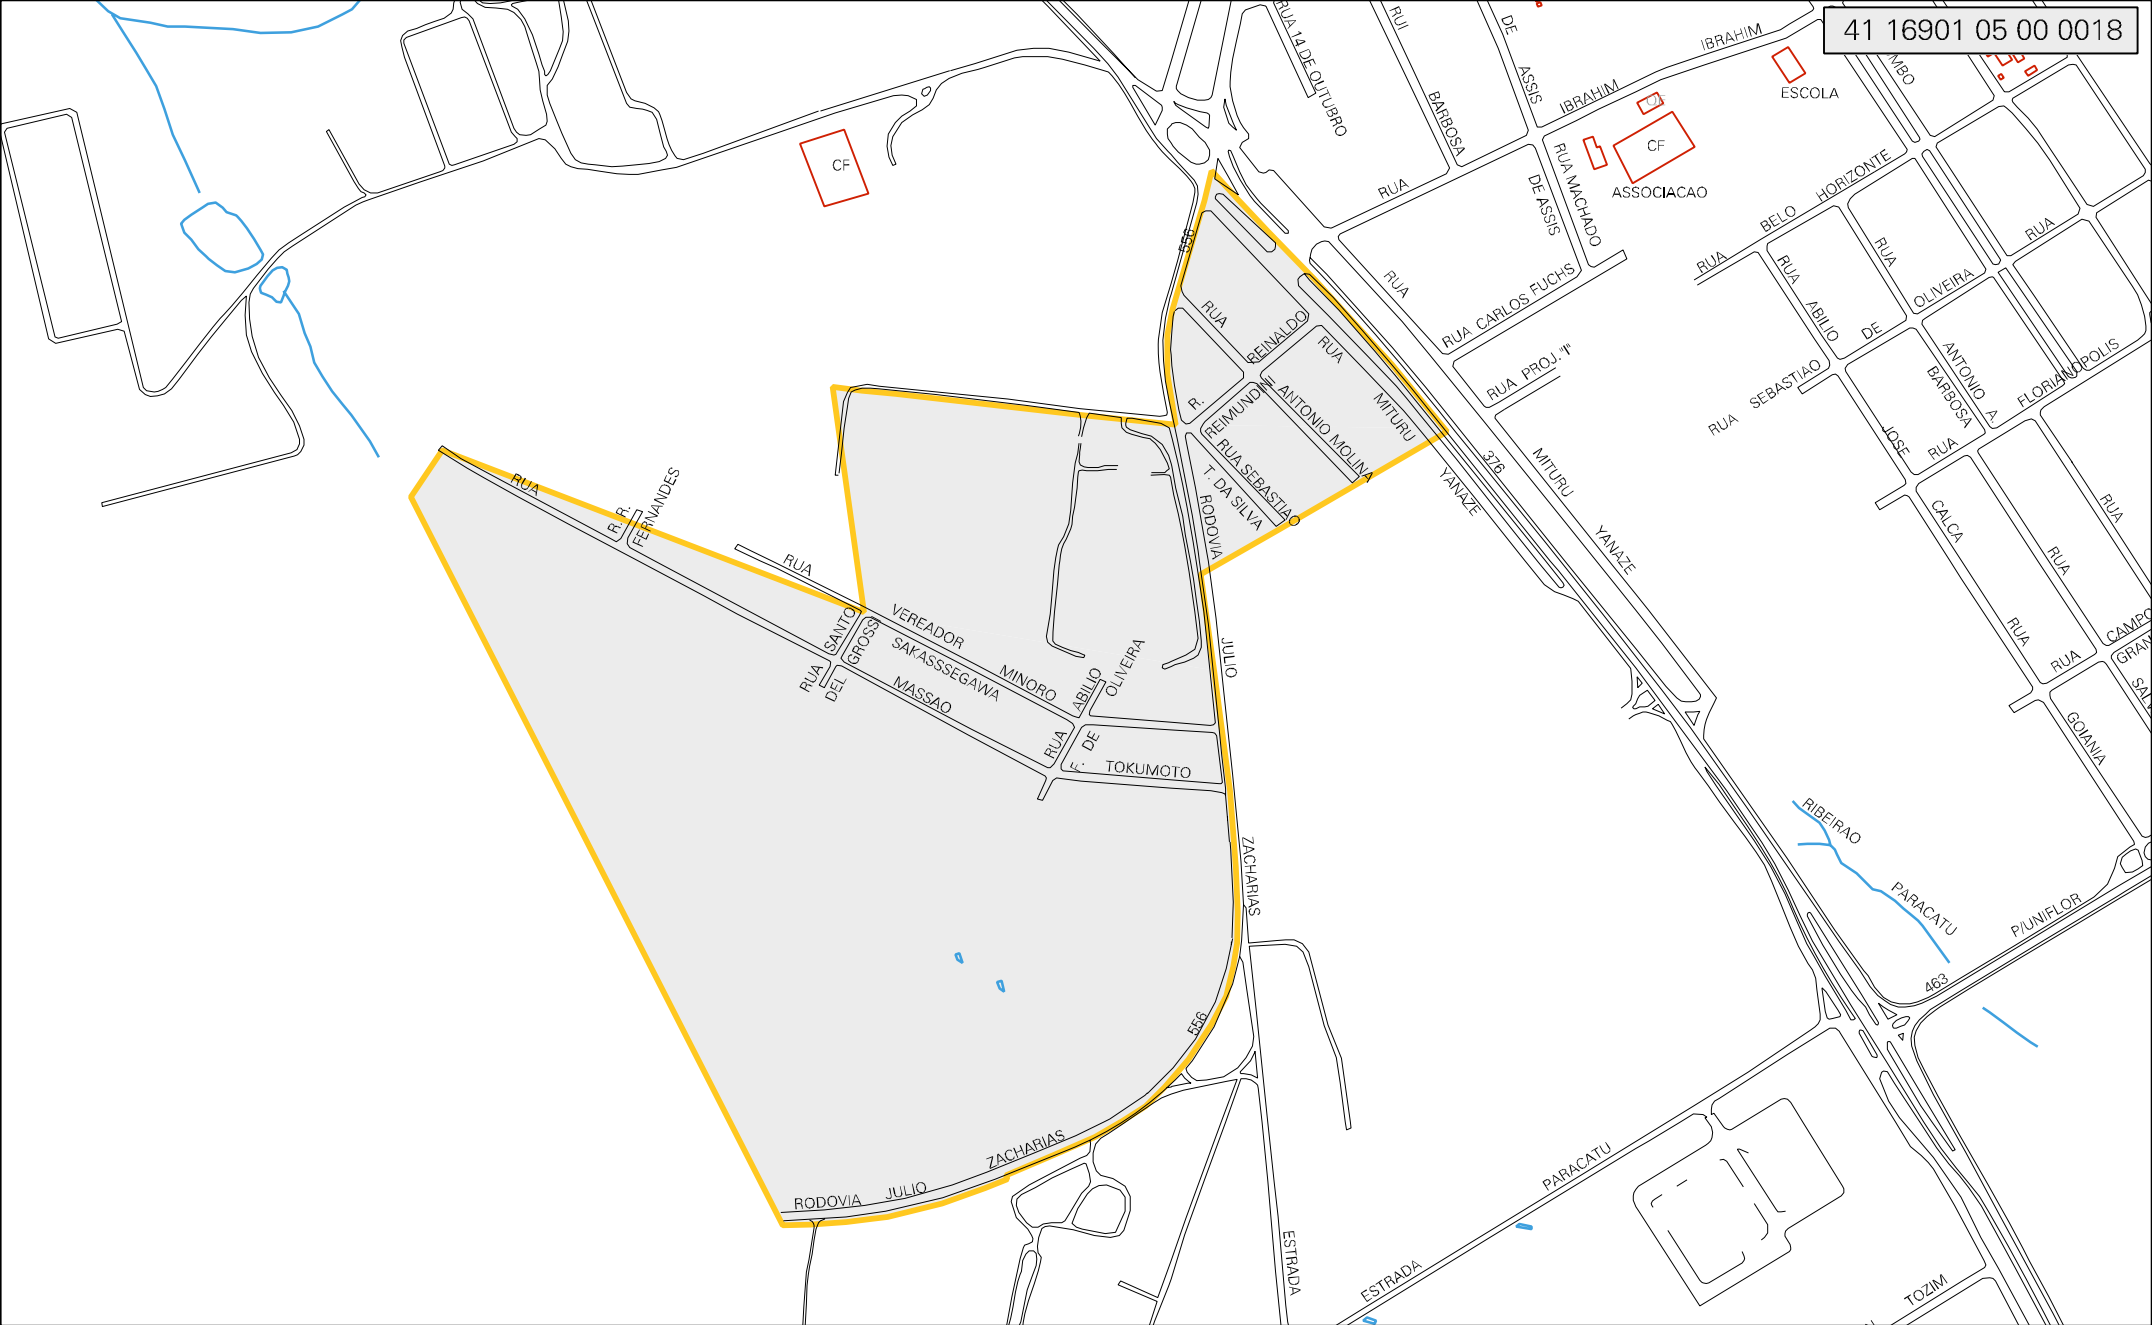 41 16901 05 00 0018
RUA 14 DE OUTUBRO
RUI
BARBOSA
DE
ASSIS
IBRAHIM
IBRAHIM
RUA
ESCOLA
CF
CF
ASSOCIACAO
RUA MACHADO
DE ASSIS
RUA
BELO
HORIZONTE
RUA
RUA
ABILIO
DE
OLIVEIRA
RUA
RUA
RUA CARLOS FUCHS
RUA PROJ. "I"
RUA
SEBASTIAO
ANTONIO
BARBOSA
A.
FLORIANOPOLIS
RUA
JOSE
CALCA
RUA
RUA
RUA
RUA
CAMPO
GRAN
GOIANIA
556
RUA
REINALDO
RUA
MITURU
R.
REIMUNDINI
ANTONIO MOLINA
RUA SEBASTIAO
T. DA SILVA
YANAZE
376
MITURU
YANAZE
RODOVIA
JULIO
ZACHARIAS
RUA
R. R.
FERNANDES
RUA
VEREADOR
SAKASSSEGAWA
MINORO
SANTO
GROSSI
RUA
DEL
MASSAO
ABILIO
OLIVEIRA
RUA
DE
F.
TOKUMOTO
RIBEIRAO
PARACATU
P/UNIFLOR
463
556
ZACHARIAS
JULIO
RODOVIA
ESTRADA
PARACATU
ESTRADA
TOZIM